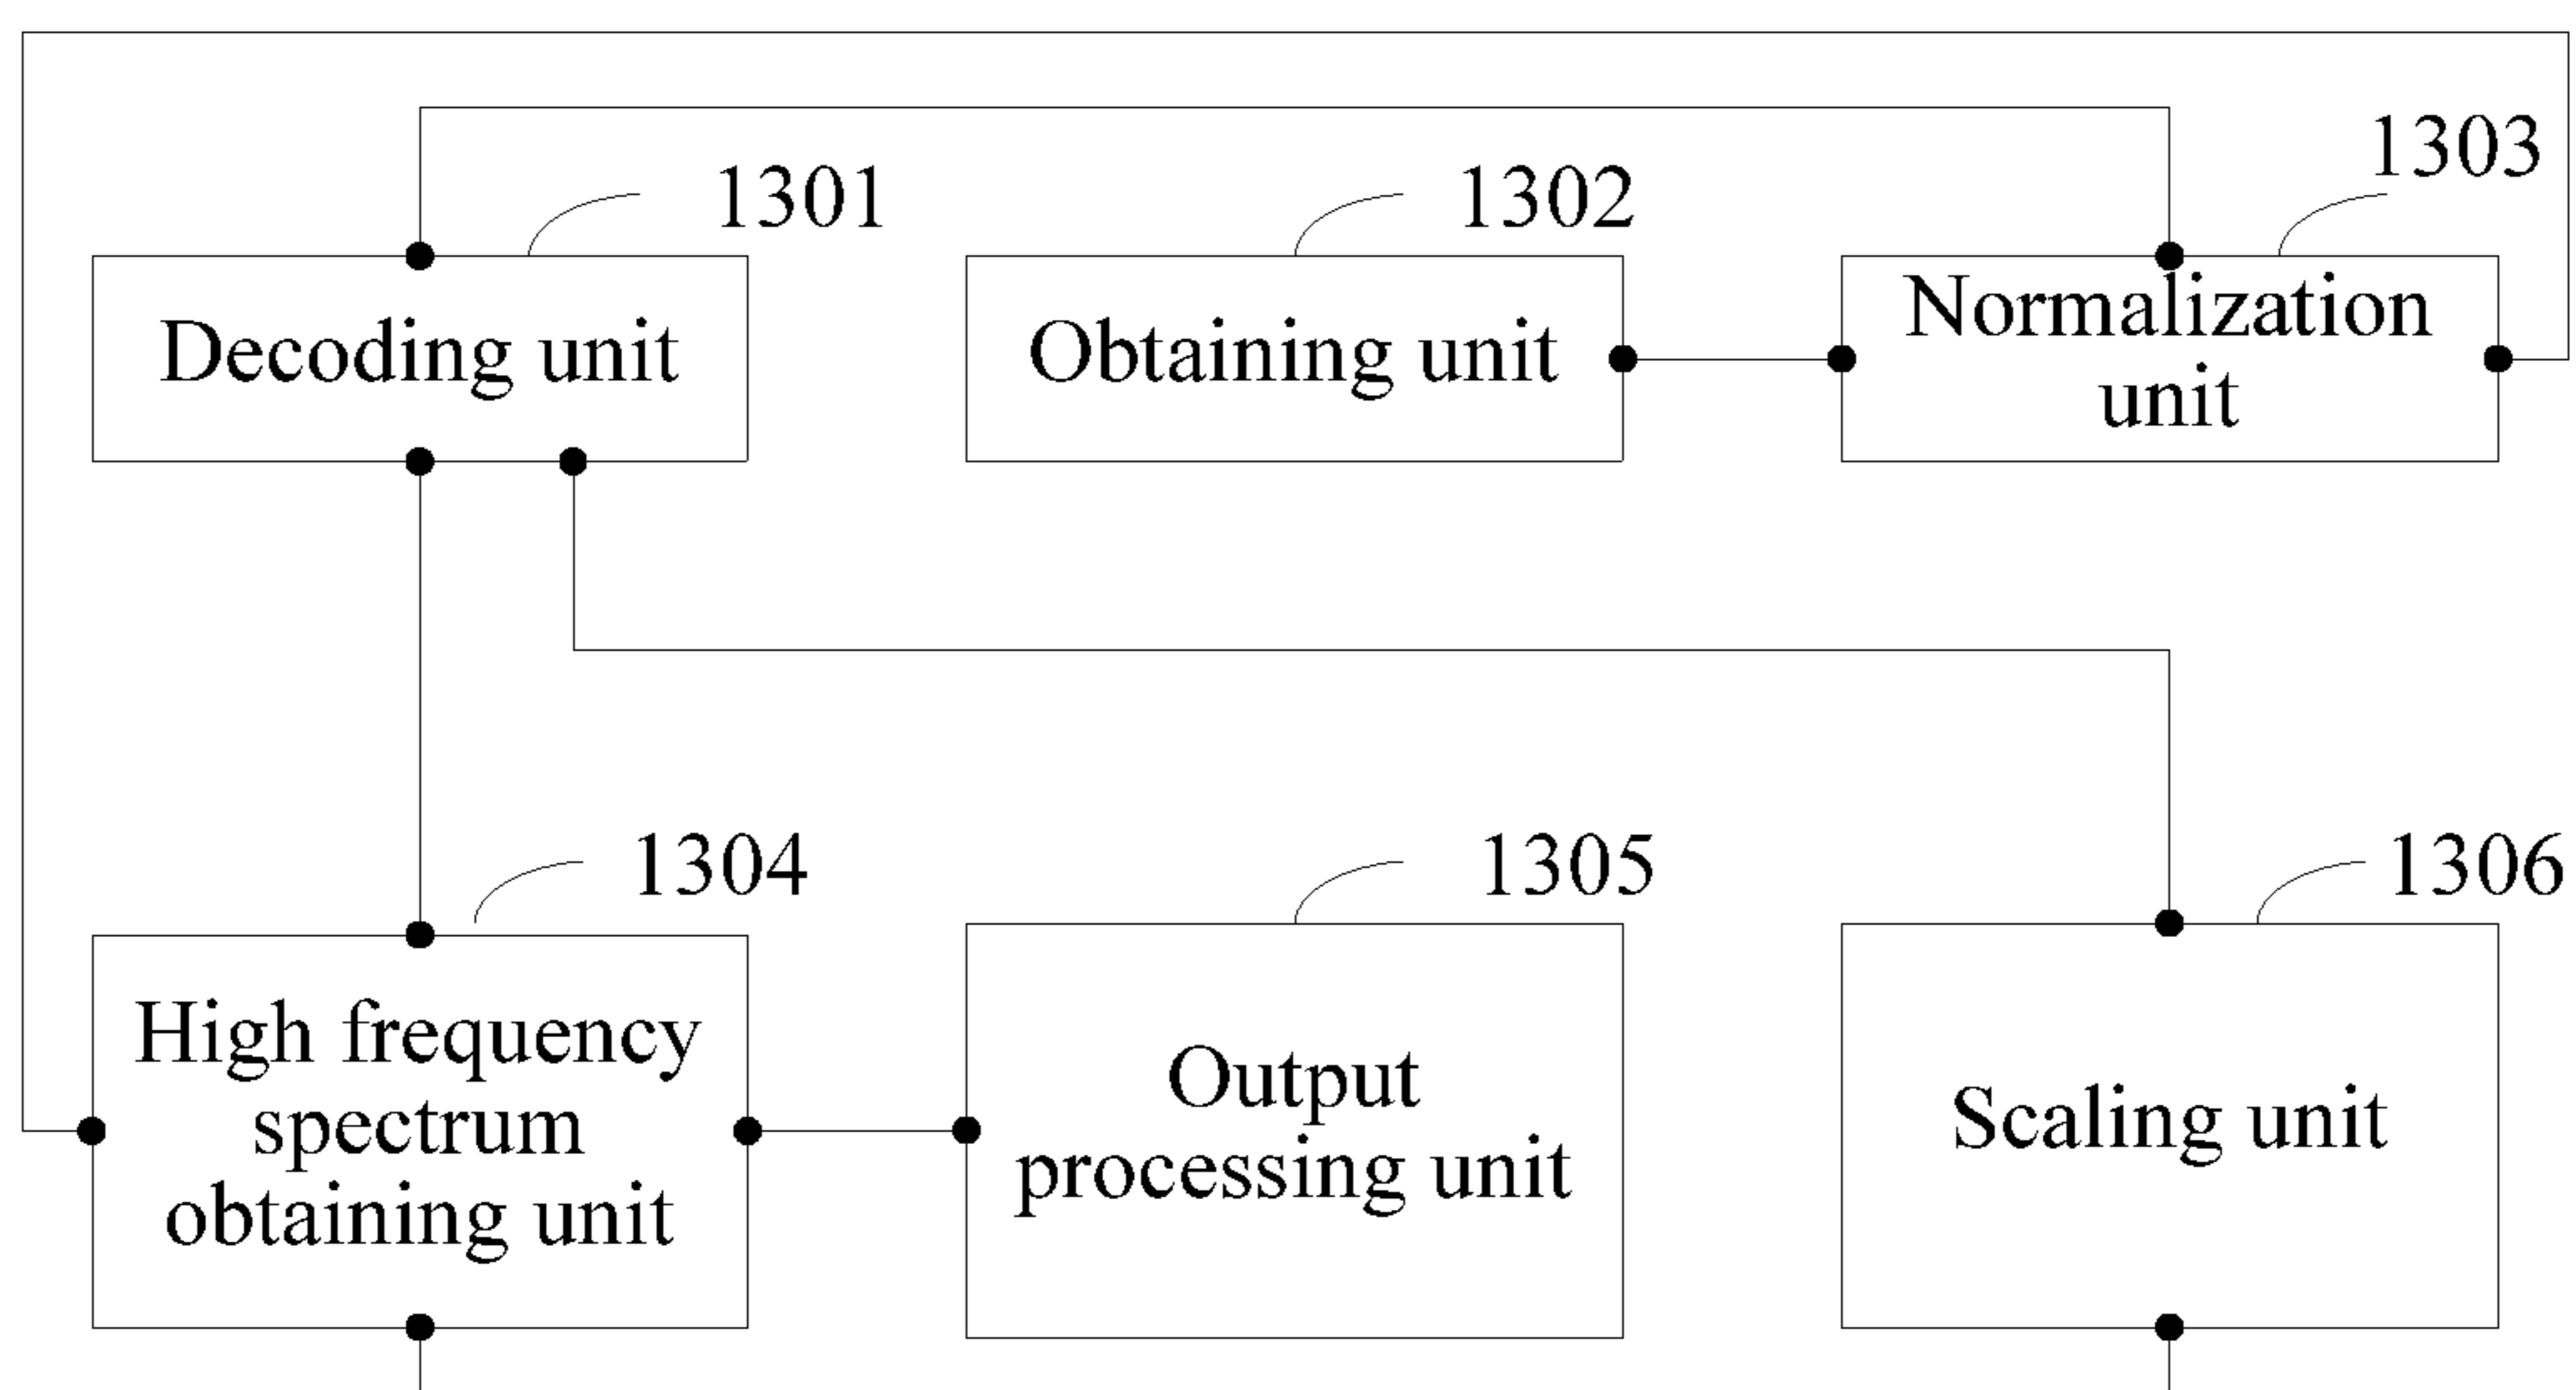 1301
1302
1303
Decoding unit
Obtaining unit
Normalization
unit
1304
1305
1306
High frequency
spectrum
obtaining unit
Output
processing unit
Scaling unit